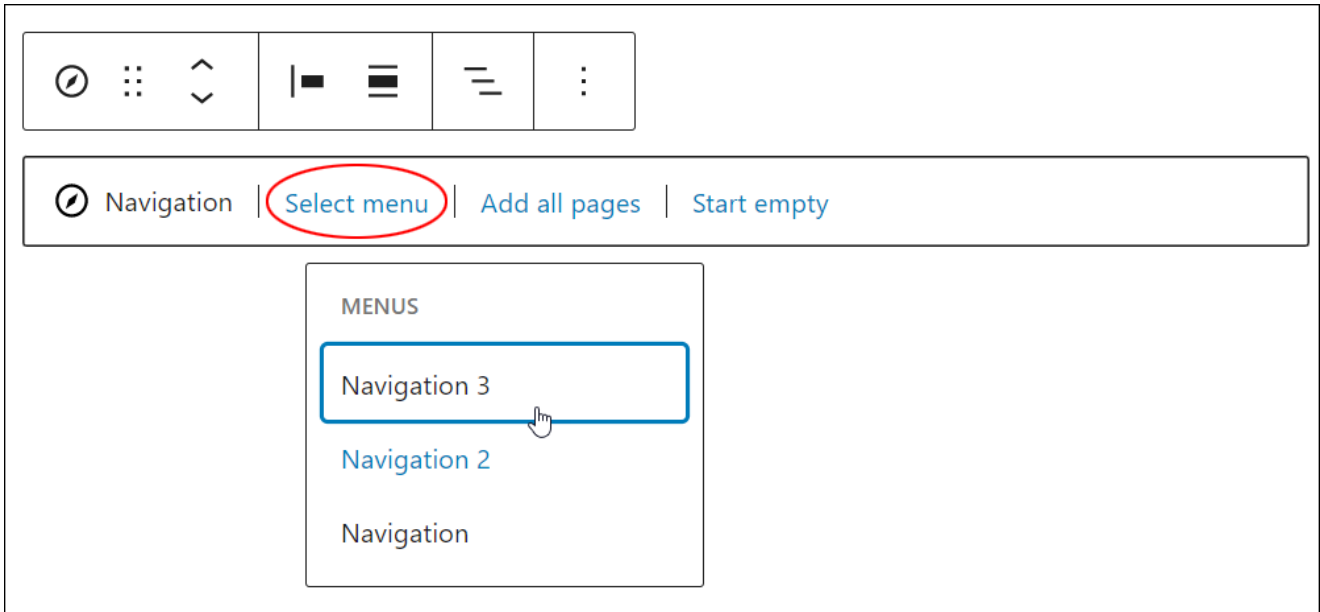 Navigation Select menu Add all pages Start empty
MENUS
Navigation 3
Navigation 2
Navigation